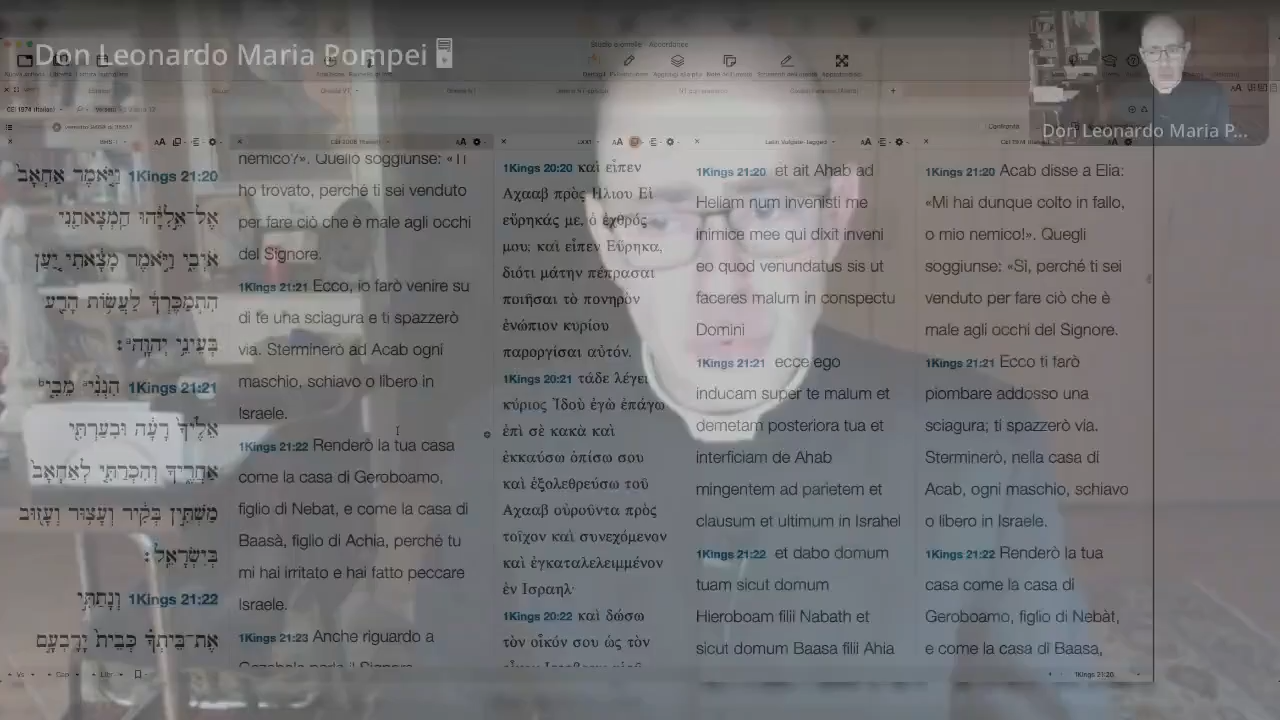 Don Leonardo Maria Pompei
Don Leonardo Maria P...
Studio e omelie - Accordance
1Kings 21:20 וַיֹּ֤אמֶר אַחְאָב֙
אֶל־אֵ֣לִיָּ֔הוּ הַֽמְצָאתַ֖נִי
אֹיְבִ֑י וַיֹּ֣אמֶר מָצָ֔אתִי יַ֚עַן
הִתְמַכֶּרְךָ֔ לַעֲשׂ֥וֹת הָרַ֖ע
בְּעֵינֵ֥י יְהוָֽה׃
1Kings 21:21 הִנְנִ֨י מֵבִ֤י
אֵלֶ֙יךָ֙ רָעָ֔ה וּבִעַרְתִּ֖י
אַחֲרֶ֑יךָ וְהִכְרַתִּ֤י לְאַחְאָב֙
מַשְׁתִּ֣ין בְּקִ֔יר וְעָצ֥וּר וְעָז֖וּב
בְּיִשְׂרָאֵֽל׃
1Kings 21:22 וְנָתַתִּ֣י
אֶת־בֵּיתְךָ֗ כְּבֵית֙ יָרָבְעָ֣ם
nemico?». Quello soggiunse: «Ti
ho trovato, perché ti sei venduto
per fare ciò che è male agli occhi
del Signore.
1Kings 21:21 Ecco, io farò venire su
di te una sciagura e ti spazzerò
via. Sterminerò ad Acab ogni
maschio, schiavo o libero in
Israele.
1Kings 21:22 Renderò la tua casa
come la casa di Geroboamo,
figlio di Nebat, e come la casa di
Baasà, figlio di Achia, perché tu
mi hai irritato e hai fatto peccare
Israele.
1Kings 21:23 Anche riguardo a
1Kings 20:20 καὶ εἶπεν
Αχααβ πρὸς Ηλιου Εἰ
εὕρηκάς με, ὁ ἐχθρός
μου; καὶ εἶπεν Εὕρηκα,
διότι μάτην πέπρασαι
ποιῆσαι τὸ πονηρὸν
ἐνώπιον κυρίου
παροργίσαι αὐτόν.
1Kings 20:21 τάδε λέγει
κύριος Ἰδοὺ ἐγὼ ἐπάγω
ἐπὶ σὲ κακὰ καὶ
ἐκκαύσω ὀπίσω σου
καὶ ἐξολεθρεύσω τοῦ
Αχααβ οὐροῦντα πρὸς
τοῖχον καὶ συνεχόμενον
καὶ ἐγκαταλελειμμένον
ἐν Ισραηλ·
1Kings 20:22 καὶ δώσω
τὸν οἶκόν σου ὡς τὸν
1Kings 21:20 et ait Ahab ad
Heliam num invenisti me
inimice mee qui dixit inveni
eo quod venundatus sis ut
faceres malum in conspectu
Domini
1Kings 21:21 ecce ego
inducam super te malum et
demetam posteriora tua et
interficiam de Ahab
mingentem ad parietem et
clausum et ultimum in Israhel
1Kings 21:22 et dabo domum
tuam sicut domum
Hieroboam filii Nabath et
sicut domum Baasa filii Ahia
1Kings 21:20 Acab disse a Elia:
«Mi hai dunque colto in fallo,
o mio nemico!». Quegli
soggiunse: «Sì, perché ti sei
venduto per fare ciò che è
male agli occhi del Signore.
1Kings 21:21 Ecco ti farò
piombare addosso una
sciagura; ti spazzerò via.
Sterminerò, nella casa di
Acab, ogni maschio, schiavo
o libero in Israele.
1Kings 21:22 Renderò la tua
casa come la casa di
Geroboamo, figlio di Nebàt,
e come la casa di Baasa,
1Kings 21:20